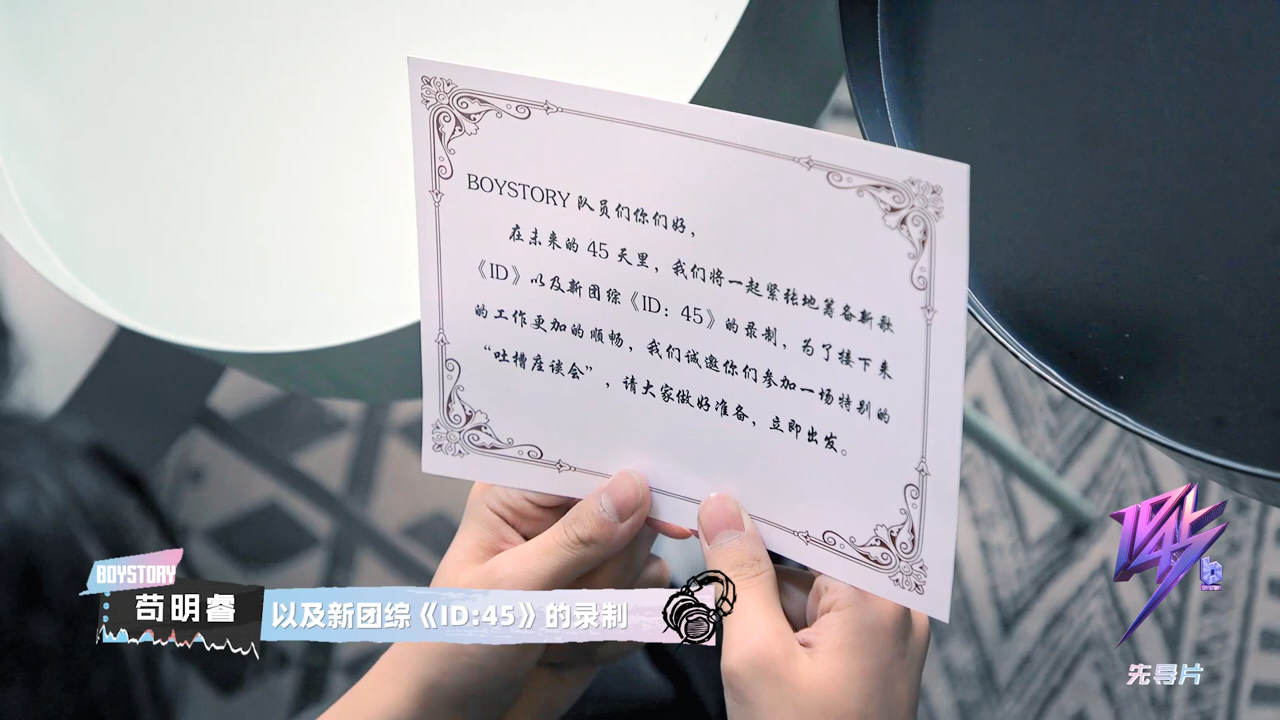 BOYSTORY 队员们你们好，
在未来的 45 天里，我们将一起紧张地筹备新歌
《ID》以及新团综《ID：45》的录制，为了接下来
的工作更加的顺畅，我们诚邀你们参加一场特别的
“吐槽座谈会”，请大家做好准备，立即出发。
BOYSTORY
苟明睿
以及新团综《ID:45》的录制
ID45
先导片